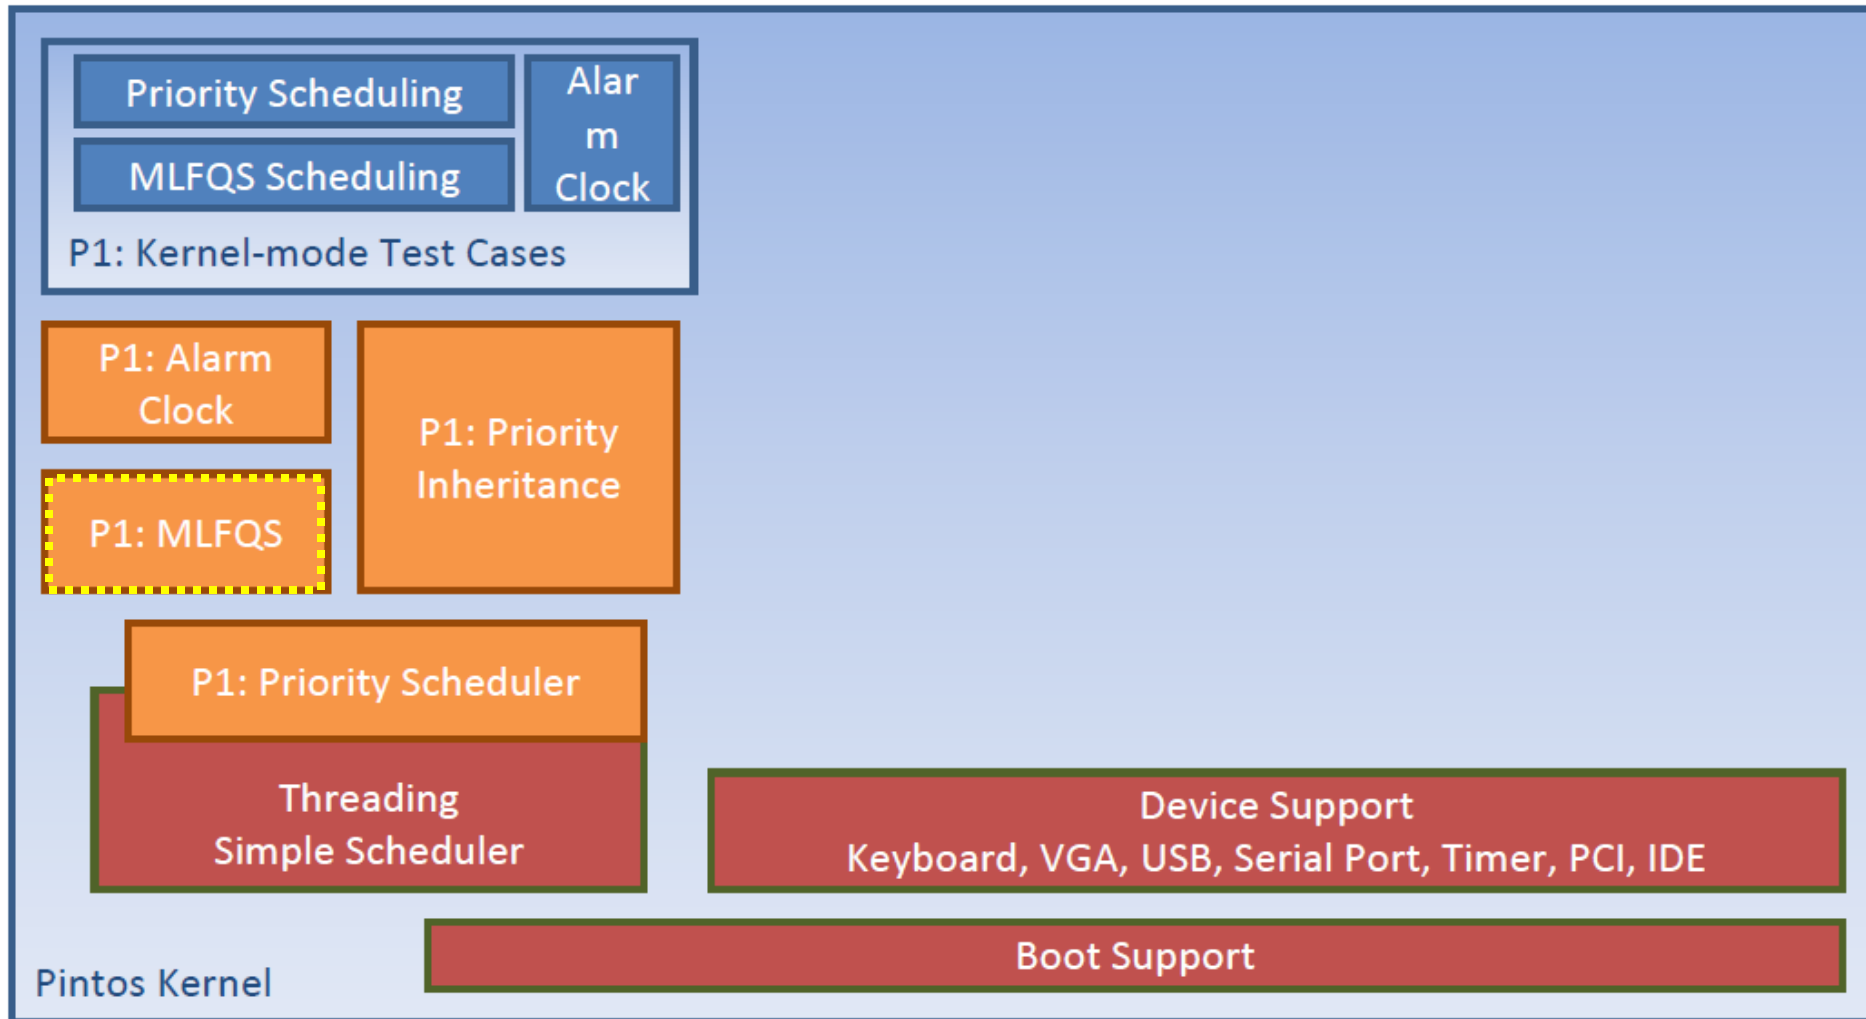 Priority Scheduling
MLFQS Scheduling
Alar
m
Clock
P1: Kernel-mode Test Cases
P1: Alarm
Clock
P1: Priority
Inheritance
P1: MLFQS
P1: Priority Scheduler
Threading
Simple Scheduler
Device Support
Keyboard, VGA, USB, Serial Port, Timer, PCI, IDE
Boot Support
Pintos Kernel